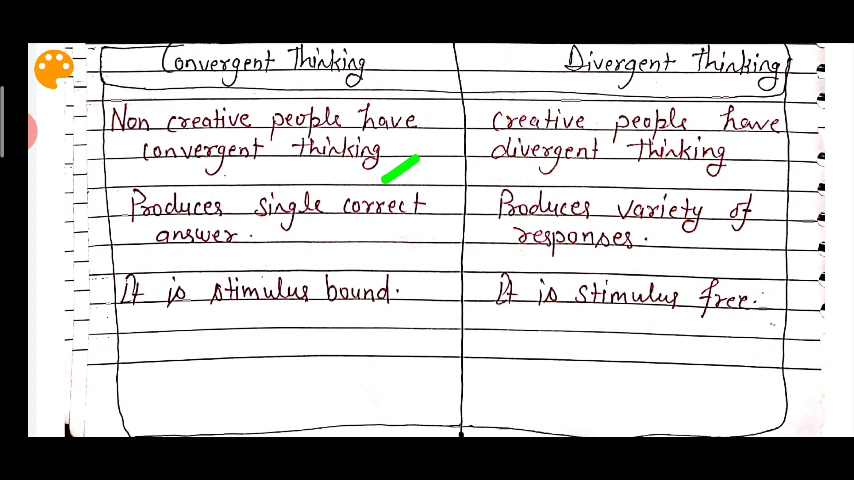 Convergent Thinking
Divergent Thinking
Non creative people have
convergent thinking
creative people have
divergent Thinking
Produces single correct
answer.
Produces variety of
responses.
It is stimulus bound.
It is stimulus free.